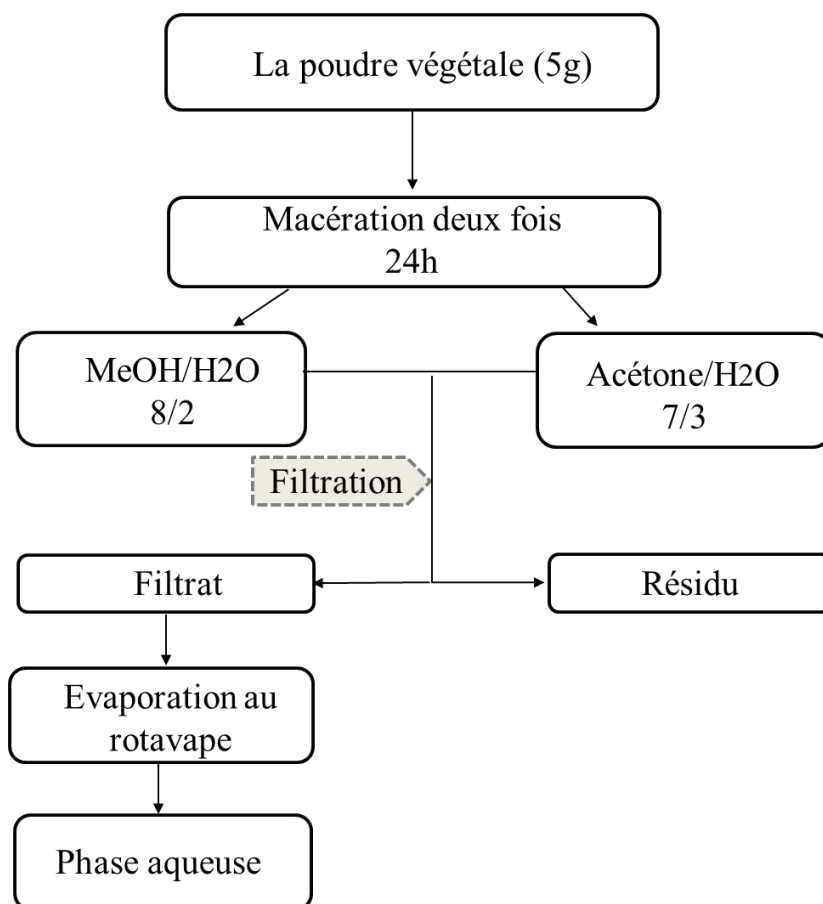 La poudre végétale (5g)
Macération deux fois
24h
MeOH/H2O
8/2
Acétone/H2O
7/3
Filtration
Filtrat
Résidu
Evaporation au
rotavape
Phase aqueuse